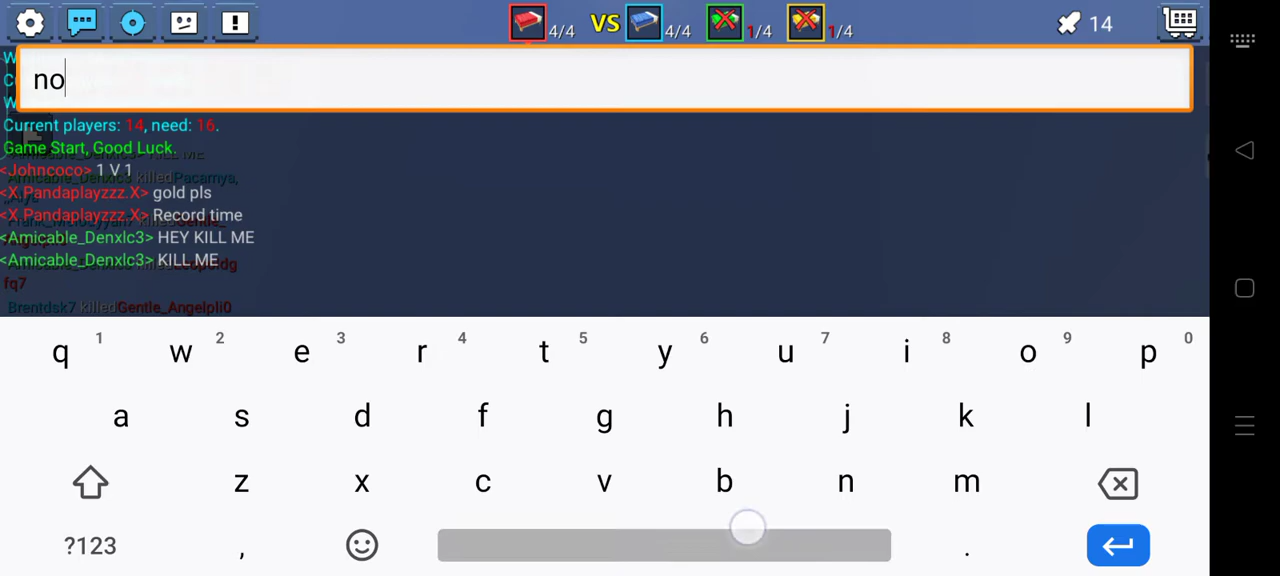 4/4 VS 4/4 1/4 1/4 14
no
Current players: 14, need: 16.
Game Start, Good Luck.
<Johncoco> 1 V 1
<X.Pandaplayzzz.X> gold pls
<X.Pandaplayzzz.X> Record time
<Amicable_Denxlc3> HEY KILL ME
<Amicable_Denxlc3> KILL ME
fq7
Brentdsk7 killed Gentle_Angelpli0
q 1 w 2 e 3 r 4 t 5 y 6 u 7 i 8 o 9 p 0
a s d f g h j k l
z x c v b n m
?123 , .